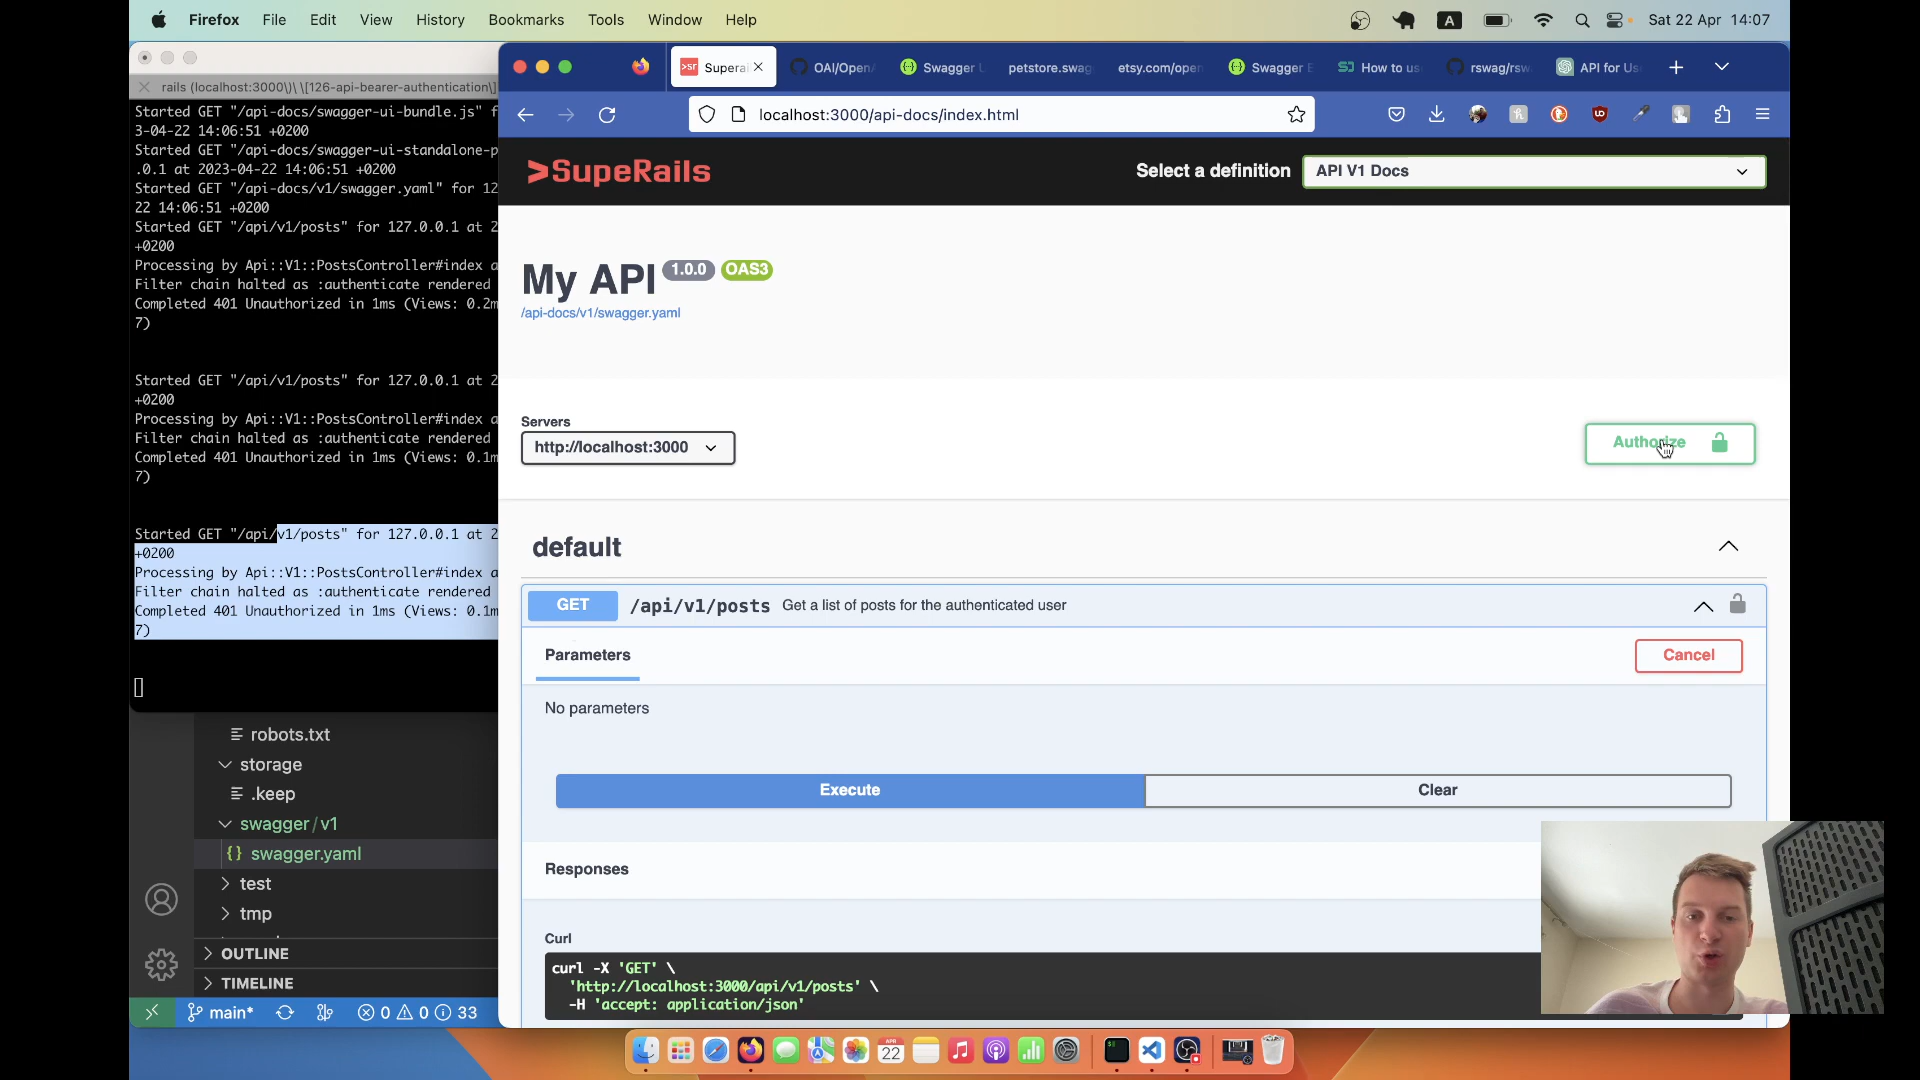 Firefox File Edit View History Bookmarks Tools Window Help
A
Sat 22 Apr 14:07
rails (localhost:3000\)\ \[126-api-bearer-authentication\]
Started GET "/api-docs/swagger-ui-bundle.js" f
3-04-22 14:06:51 +0200
Started GET "/api-docs/swagger-ui-standalone-p
.0.1 at 2023-04-22 14:06:51 +0200
Started GET "/api-docs/v1/swagger.yaml" for 12
22 14:06:51 +0200
Started GET "/api/v1/posts" for 127.0.0.1 at 2
+0200
Processing by Api::V1::PostsController#index a
Filter chain halted as :authenticate rendered
Completed 401 Unauthorized in 1ms (Views: 0.2m
7)
Started GET "/api/v1/posts" for 127.0.0.1 at 2
+0200
Processing by Api::V1::PostsController#index a
Filter chain halted as :authenticate rendered
Completed 401 Unauthorized in 1ms (Views: 0.1m
7)
Started GET "/api/v1/posts" for 127.0.0.1 at 2
+0200
Processing by Api::V1::PostsController#index a
Filter chain halted as :authenticate rendered
Completed 401 Unauthorized in 1ms (Views: 0.1m
7)
robots.txt
storage
.keep
swagger/v1
{} swagger.yaml
test
tmp
OUTLINE
TIMELINE
main* 0 0 33
>sr Superai
OAI/Open
Swagger U
petstore.swag
etsy.com/open
Swagger E
How to us
rswag/rsw
API for Us
localhost:3000/api-docs/index.html
>SupeRails
Select a definition
API V1 Docs
My API 1.0.0 OAS3
/api-docs/v1/swagger.yaml
Servers
http://localhost:3000
Authorize
default
GET /api/v1/posts Get a list of posts for the authenticated user
Parameters
Cancel
No parameters
Execute
Clear
Responses
Curl
curl -X 'GET' \
'http://localhost:3000/api/v1/posts' \
-H 'accept: application/json'
APR
22